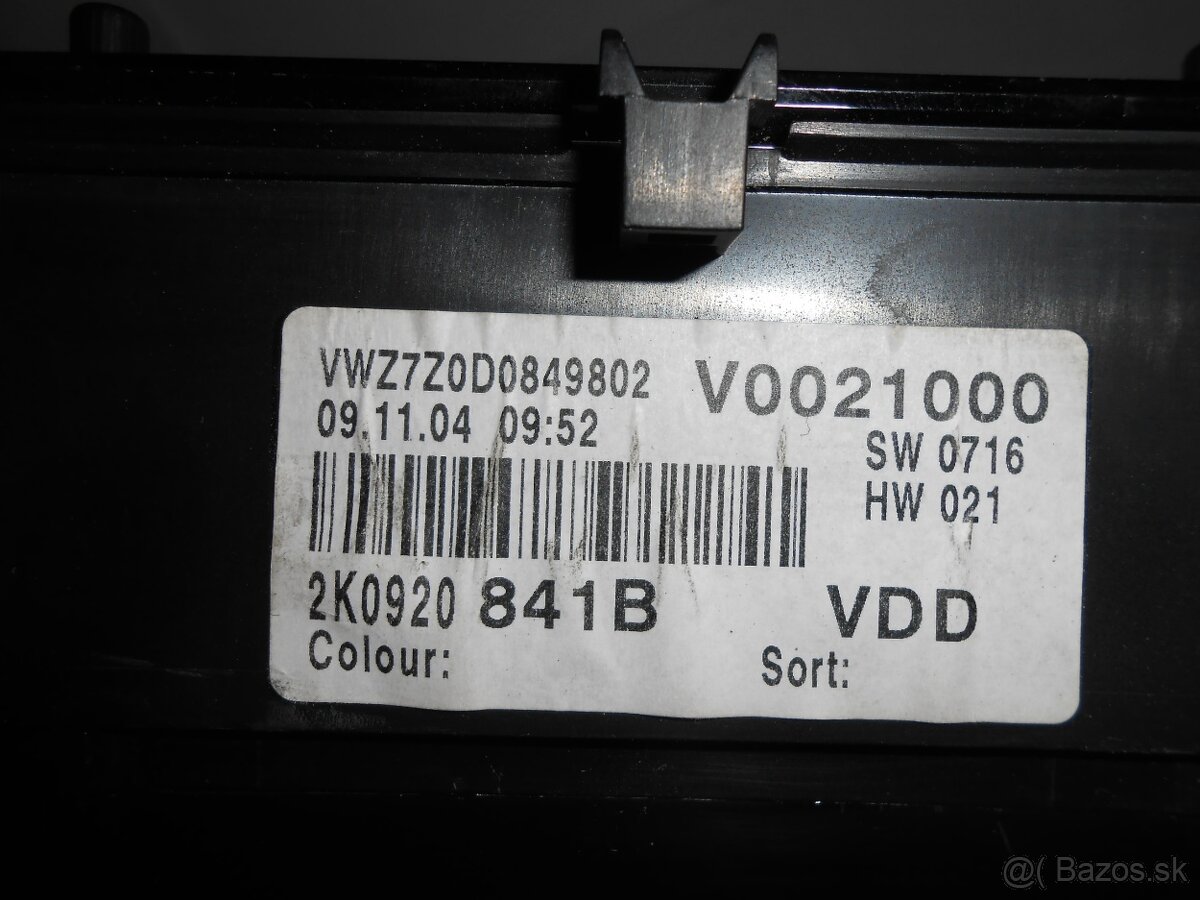 VWZ7Z0D0849802 V0021000
09.11.04 09:52 SW 0716
HW 021
2K0920 841B VDD
Colour: Sort:
@( Bazos.sk